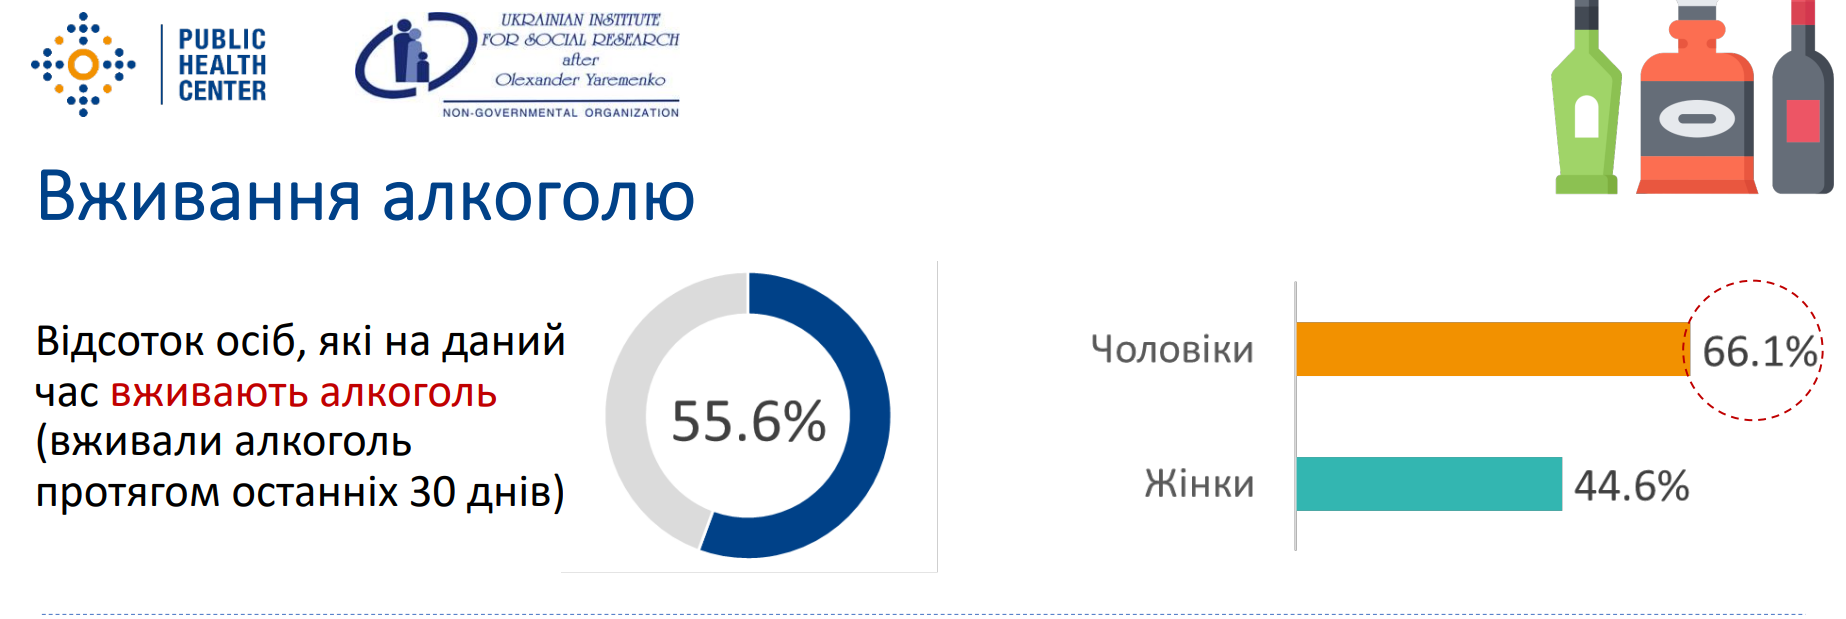 PUBLIC
HEALTH
CENTER
UKRAINIAN INSTITUTE
FOR SOCIAL RESEARCH
after
Olexander Yaremenko
NON-GOVERNMENTAL ORGANIZATION
Вживання алкоголю
Відсоток осіб, які на даний
час вживають алкоголь
(вживали алкоголь
протягом останніх 30 днів)
55.6%
Чоловіки 66.1%
Жінки 44.6%